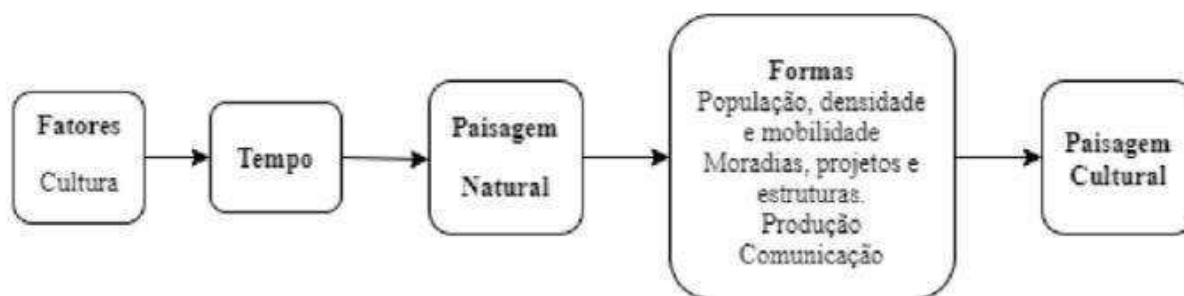 Fatores
Cultura
Tempo
Paisagem
Natural
Formas
População, densidade
e mobilidade
Moradias, projetos e
estruturas.
Produção
Comunicação
Paisagem
Cultural